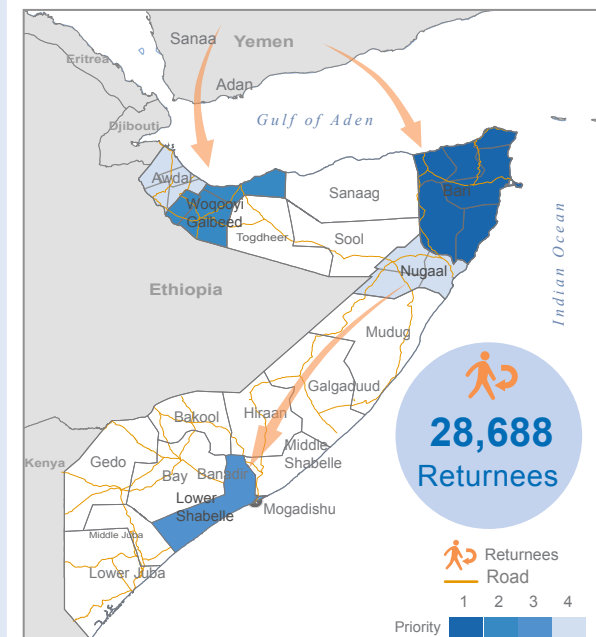 Sanaa
Yemen
Eritrea
Adan
Djibouti
Gulf of Aden
Awdal
Woqooyi
Galbeed
Sanaag
Bari
Togdheer
Sool
Indian Ocean
Nugaal
Ethiopia
Mudug
Galgaduud
Hiraan
Bakool
Middle
Shabelle
Kenya
Gedo
Bay
Banadir
Lower
Shabelle
Mogadishu
Middle Juba
Lower Juba
28,688
Returnees
Returnees
Road
1 2 3 4
Priority